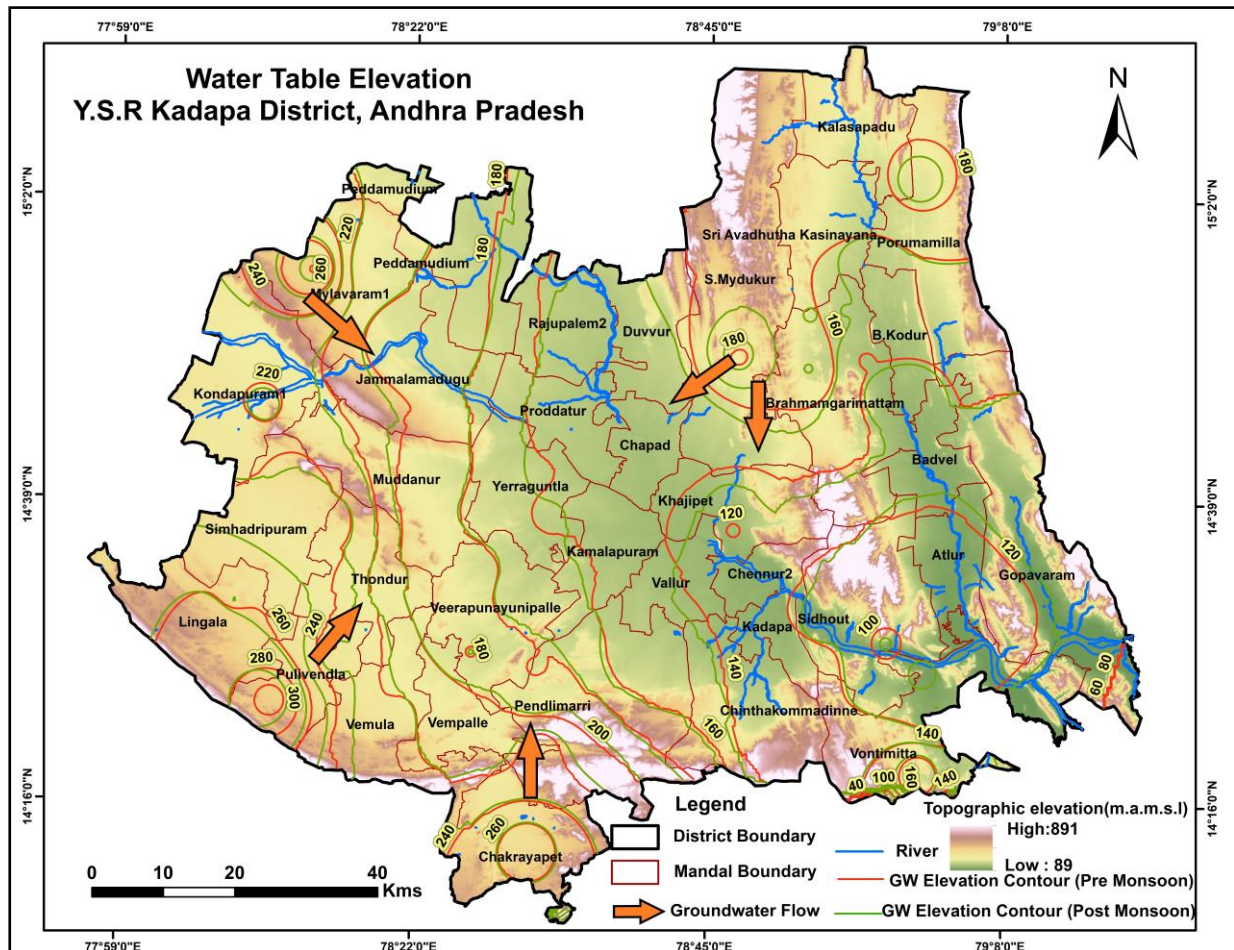 77°59'0"E 78°22'0"E 78°45'0"E 79°8'0"E
Water Table Elevation
Y.S.R Kadapa District, Andhra Pradesh
N
15°2'0"N
15°2'0"N
14°39'0"N
14°39'0"N
14°16'0"N
14°16'0"N
Kalasapadu
180
Peddamudium
180
220
Sri Avadhutha Kasinayana
Porumamilla
240
260
Peddamudium
180
S.Mydukur
Mylavaram1
160
Rajupalem2
Duvvur
B.Kodur
180
220
Jammalamadugu
Kondapuram1
Brahmamgarimattam
Proddatur
Chapad
Badvel
Muddanur
Yerraguntla
Khajipet
120
Simhadripuram
Kamalapuram
Atlur
120
Thondur
Vallur
Chennur2
Gopavaram
Veerapunayunipalle
Lingala
260
240
Kadapa
Sidhout
100
180
280
Pulivendla
140
80
60
300
Pendlimarri
Chinthakommadinne
Vemula
Vempalle
200
160
140
Vontimitta
40
100
160
140
240
260
Chakrayapet
Legend
District Boundary
Mandal Boundary
Groundwater Flow
River
Topographic elevation(m.a.m.s.l)
High:891
Low : 89
GW Elevation Contour (Pre Monsoon)
GW Elevation Contour (Post Monsoon)
0 10 20 40
Kms
77°59'0"E 78°22'0"E 78°45'0"E 79°8'0"E